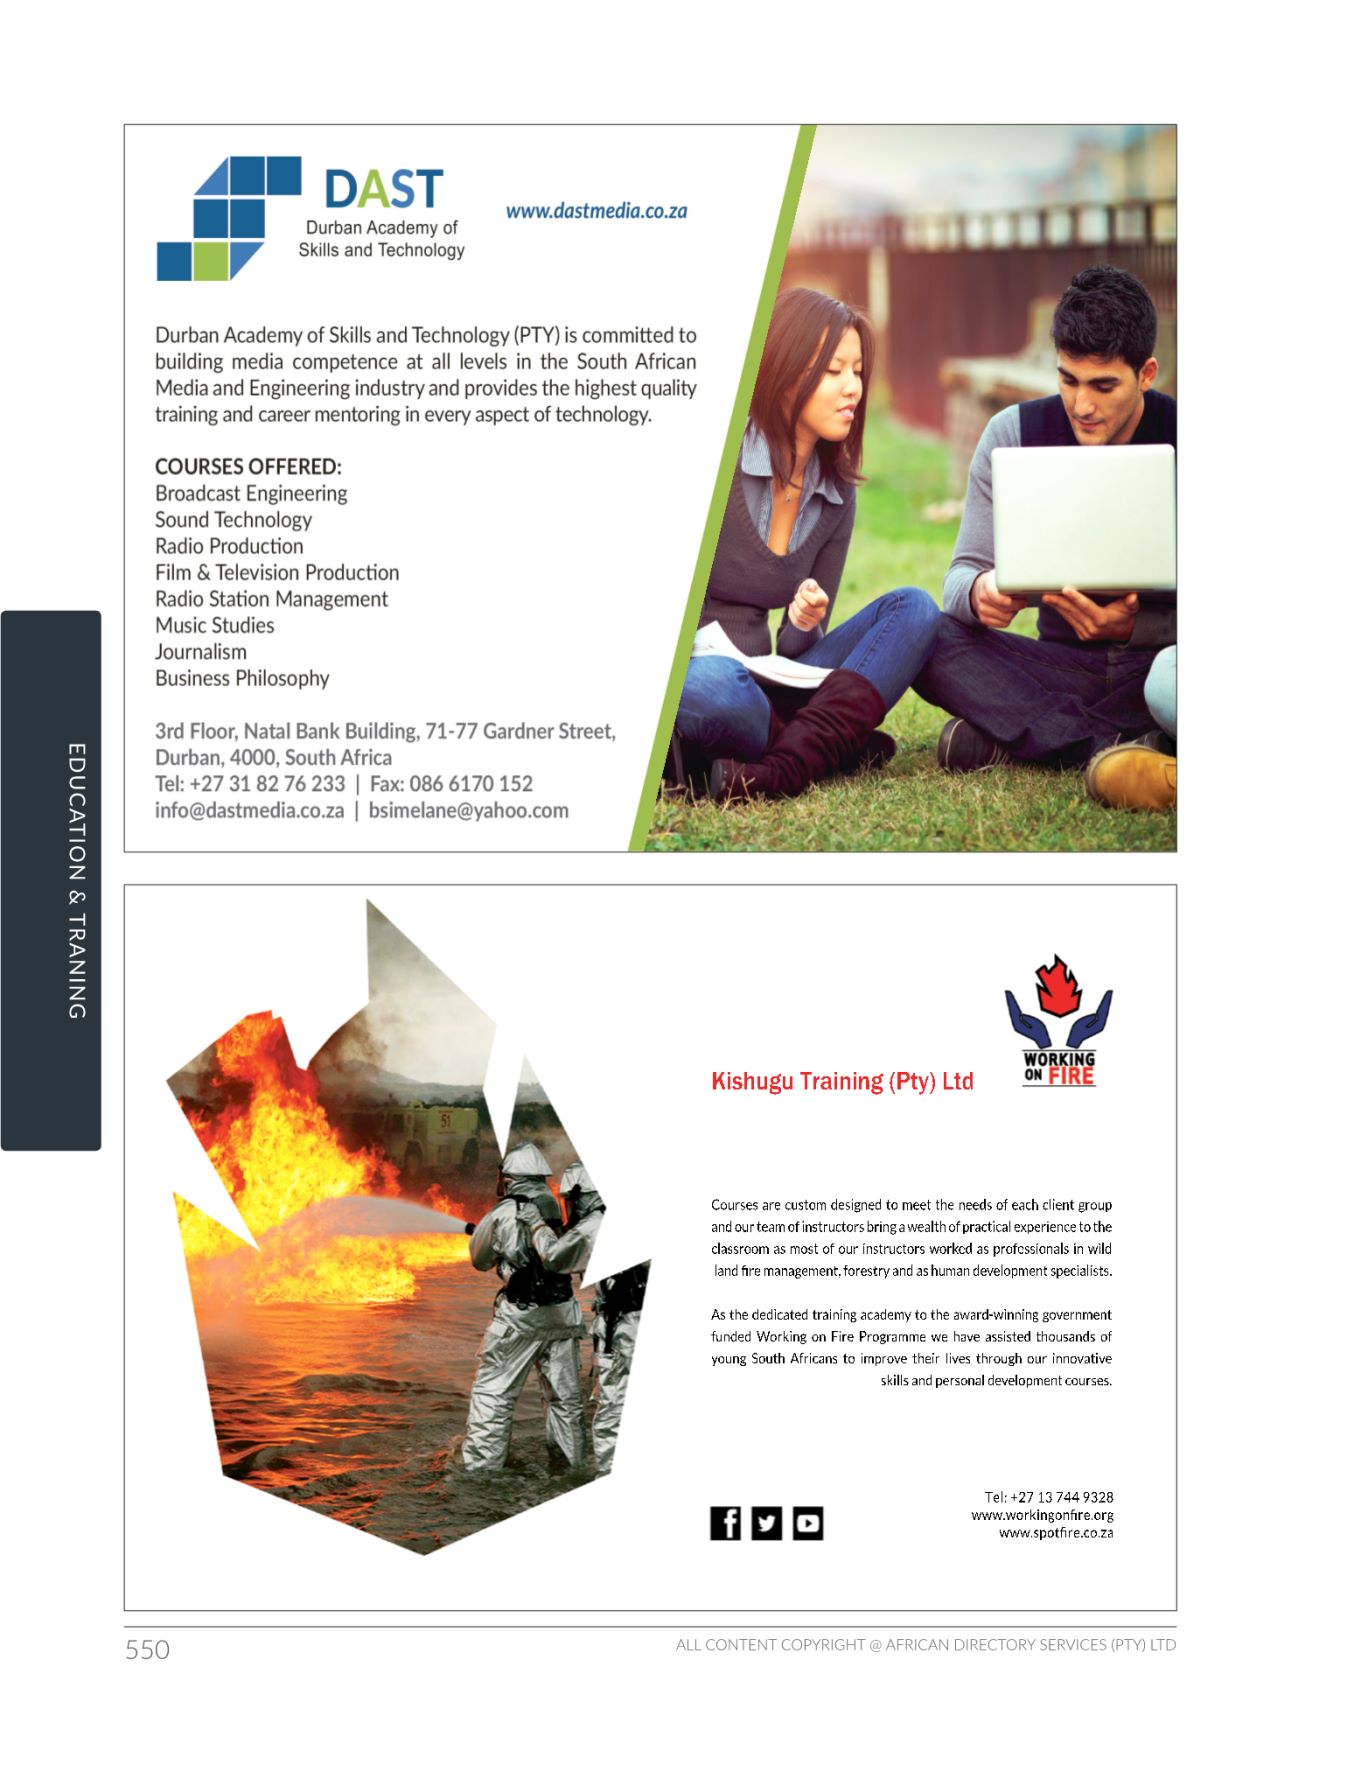 DAST
Durban Academy of
Skills and Technology
www.dastmedia.co.za
Durban Academy of Skills and Technology (PTY) is committed to
building media competence at all levels in the South African
Media and Engineering industry and provides the highest quality
training and career mentoring in every aspect of technology.
COURSES OFFERED:
Broadcast Engineering
Sound Technology
Radio Production
Film & Television Production
Radio Station Management
Music Studies
Journalism
Business Philosophy
3rd Floor, Natal Bank Building, 71-77 Gardner Street,
Durban, 4000, South Africa
Tel: +27 31 82 76 233 | Fax: 086 6170 152
info@dastmedia.co.za | bsimelane@yahoo.com
EDUCATION & TRANING
51
WORKING
ON FIRE
Kishugu Training (Pty) Ltd
Courses are custom designed to meet the needs of each client group
and our team of instructors bring a wealth of practical experience to the
classroom as most of our instructors worked as professionals in wild
land fire management, forestry and as human development specialists.
As the dedicated training academy to the award-winning government
funded Working on Fire Programme we have assisted thousands of
young South Africans to improve their lives through our innovative
skills and personal development courses.
Tel: +27 13 744 9328
www.workingonfire.org
www.spotfire.co.za
550
ALL CONTENT COPYRIGHT @ AFRICAN DIRECTORY SERVICES (PTY) LTD